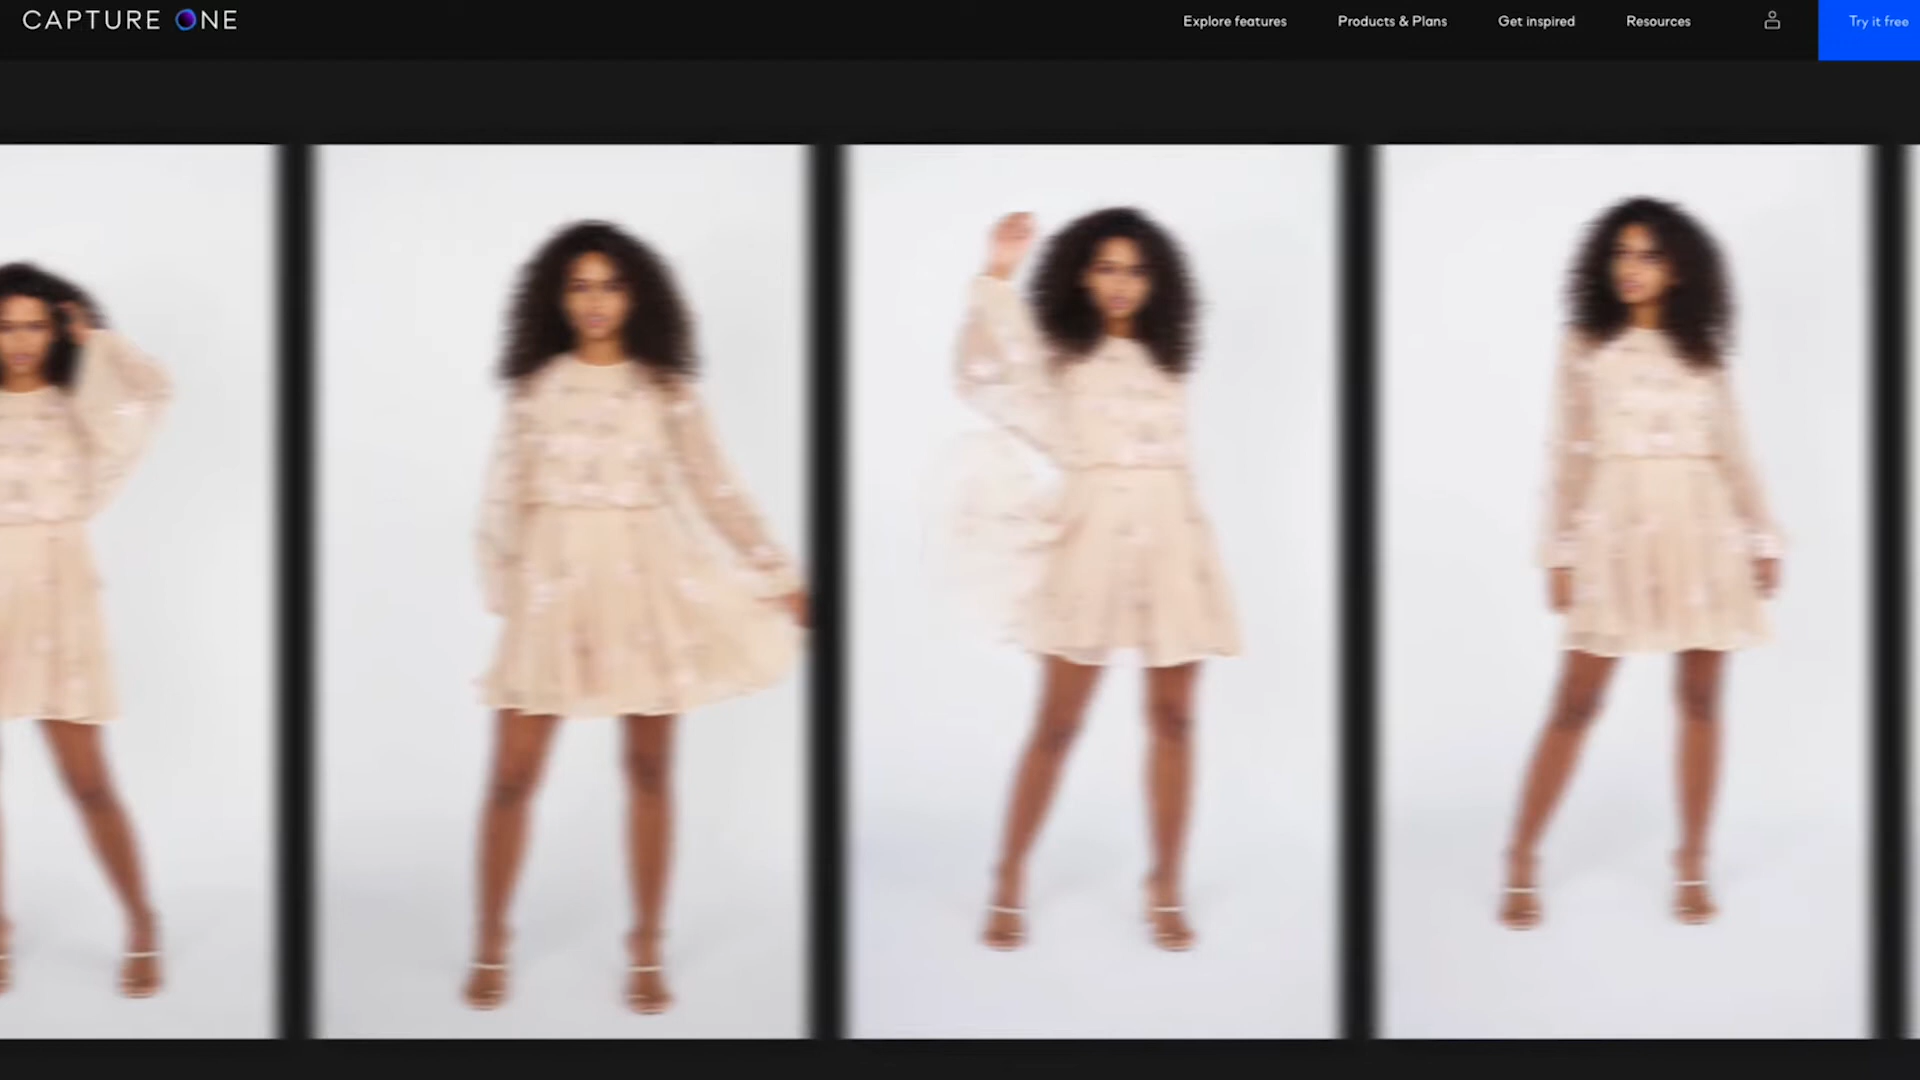 CAPTURE ONE
Explore features
Products & Plans
Get inspired
Resources
Try it free